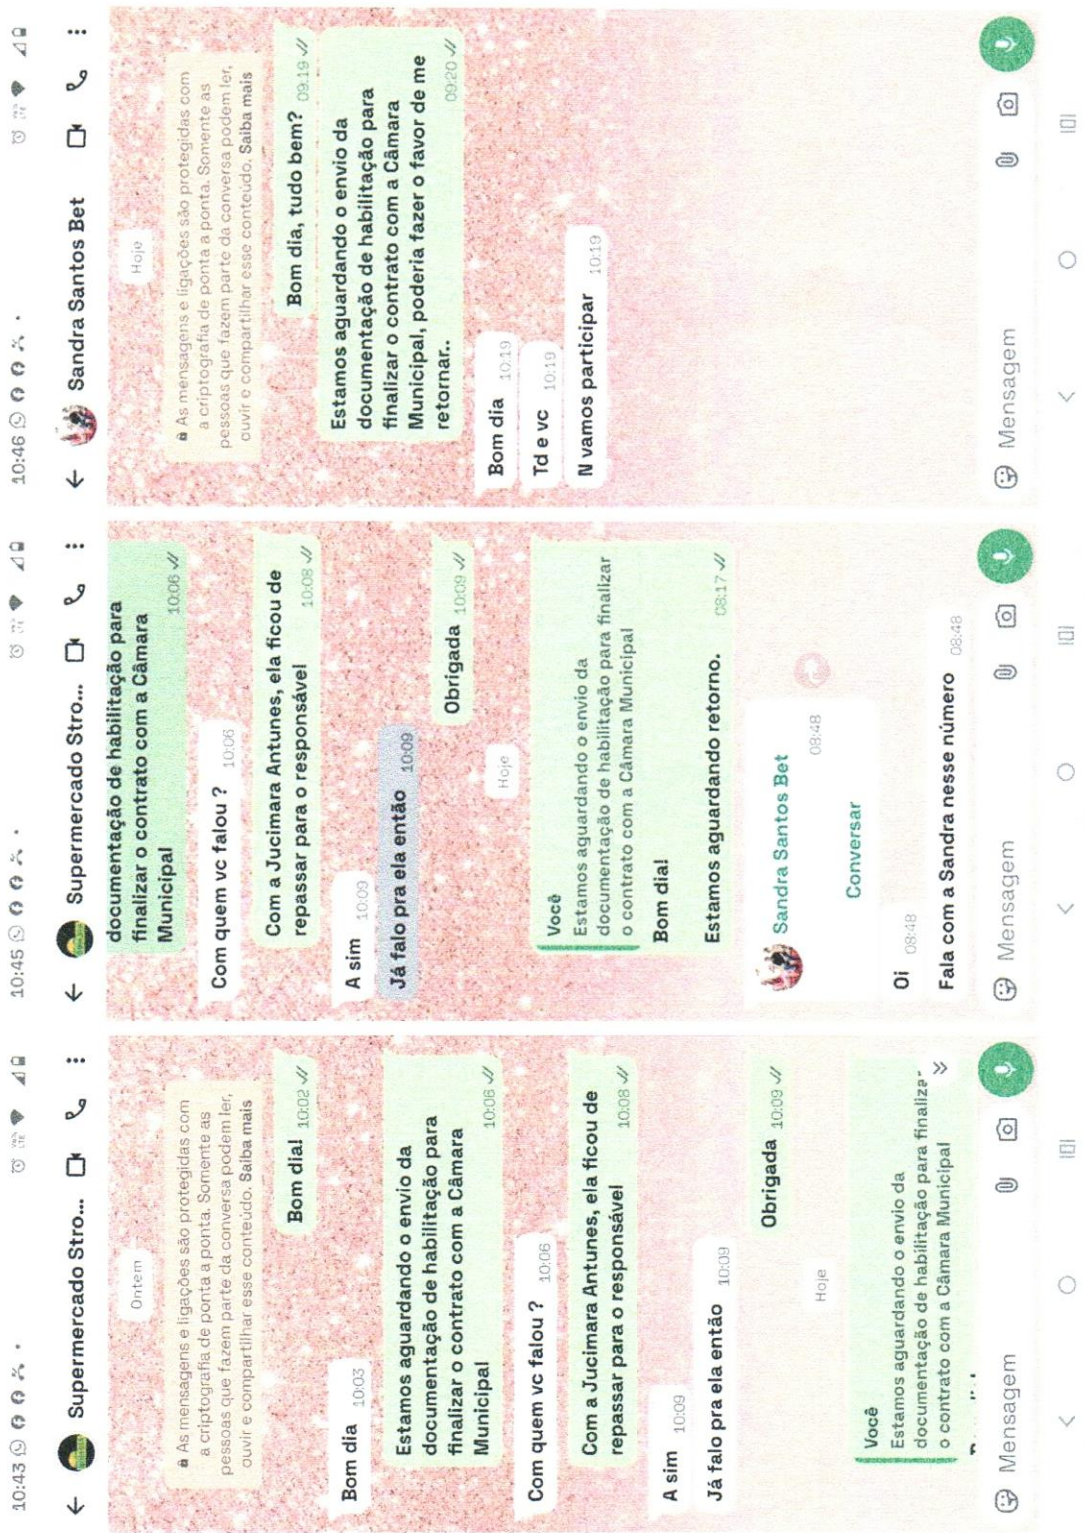 10:43
Supermercado Stro...
Ontem
As mensagens e ligações são protegidas com
a criptografia de ponta a ponta. Somente as
pessoas que fazem parte da conversa podem ler,
ouvir e compartilhar esse conteúdo. Saiba mais
Bom dia! 10:02
Bom dia 10:03
Estamos aguardando o envio da
documentação de habilitação para
finalizar o contrato com a Câmara
Municipal 10:06
Com quem vc falou ? 10:06
Com a Jucimara Antunes, ela ficou de
repassar para o responsável 10:08
A sim 10:09
Já falo pra ela então 10:09
Obrigada 10:09
Hoje
Você
Estamos aguardando o envio da
documentação de habilitação para finaliza
o contrato com a Câmara Municipal
Mensagem
10:45
Supermercado Stro...
documentação de habilitação para
finalizar o contrato com a Câmara
Municipal 10:06
Com quem vc falou ? 10:06
Com a Jucimara Antunes, ela ficou de
repassar para o responsável 10:08
A sim 10:09
Já falo pra ela então 10:09
Obrigada 10:09
Hoje
Você
Estamos aguardando o envio da
documentação de habilitação para finalizar
o contrato com a Câmara Municipal
Bom dia!
Estamos aguardando retorno. 08:17
Sandra Santos Bet
08:48
Conversar
Oi 08:48
Fala com a Sandra nesse número 08:48
Mensagem
10:46
Sandra Santos Bet
Hoje
As mensagens e ligações são protegidas com
a criptografia de ponta a ponta. Somente as
pessoas que fazem parte da conversa podem ler,
ouvir e compartilhar esse conteúdo. Saiba mais
Bom dia, tudo bem? 09:19
Estamos aguardando o envio da
documentação de habilitação para
finalizar o contrato com a Câmara
Municipal, poderia fazer o favor de me
retornar.. 09:20
Bom dia 10:19
Td e vc 10:19
N vamos participar 10:19
Mensagem